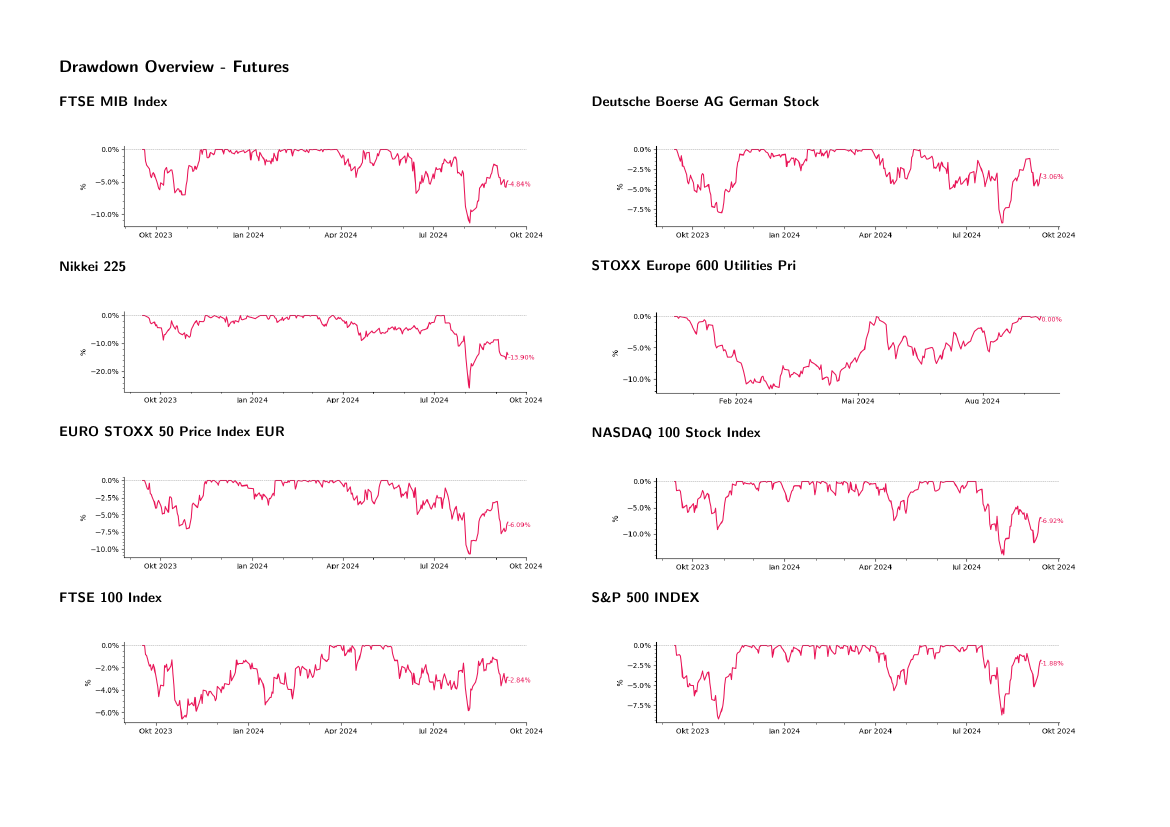 Drawdown Overview - Futures
FTSE MIB Index
0.0%
−5.0%
−10.0%
%
-4.84%
Okt 2023
Jan 2024
Apr 2024
Jul 2024
Okt 2024
Deutsche Boerse AG German Stock
0.0%
−2.5%
−5.0%
−7.5%
%
-3.06%
Okt 2023
Jan 2024
Apr 2024
Jul 2024
Okt 2024
Nikkei 225
0.0%
−10.0%
−20.0%
%
-13.90%
Okt 2023
Jan 2024
Apr 2024
Jul 2024
Okt 2024
STOXX Europe 600 Utilities Pri
0.0%
−5.0%
−10.0%
%
0.00%
Feb 2024
Mai 2024
Aug 2024
EURO STOXX 50 Price Index EUR
0.0%
−2.5%
−5.0%
−7.5%
−10.0%
%
-6.09%
Okt 2023
Jan 2024
Apr 2024
Jul 2024
Okt 2024
NASDAQ 100 Stock Index
0.0%
−5.0%
−10.0%
%
-6.92%
Okt 2023
Jan 2024
Apr 2024
Jul 2024
Okt 2024
FTSE 100 Index
0.0%
−2.0%
−4.0%
−6.0%
%
-2.84%
Okt 2023
Jan 2024
Apr 2024
Jul 2024
Okt 2024
S&P 500 INDEX
0.0%
−2.5%
−5.0%
−7.5%
%
-1.88%
Okt 2023
Jan 2024
Apr 2024
Jul 2024
Okt 2024